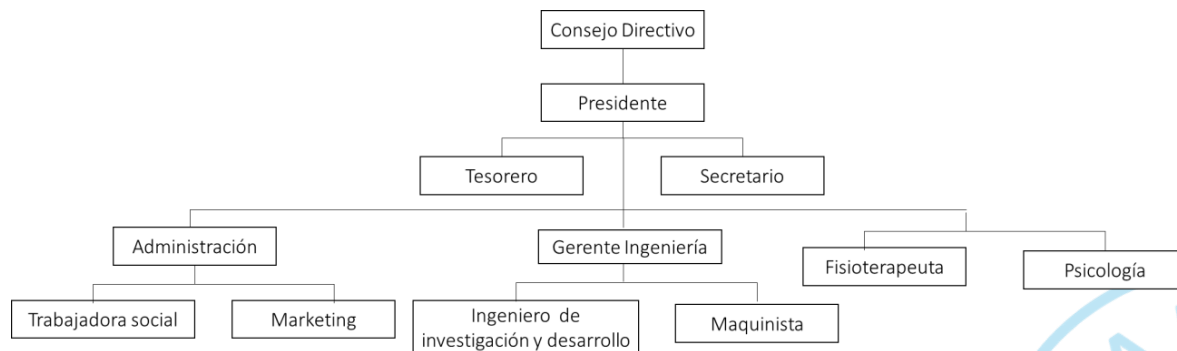 Consejo Directivo
Presidente
Tesorero
Secretario
Administración
Gerente Ingeniería
Fisioterapeuta
Psicología
Trabajadora social
Marketing
Ingeniero de
investigación y desarrollo
Maquinista